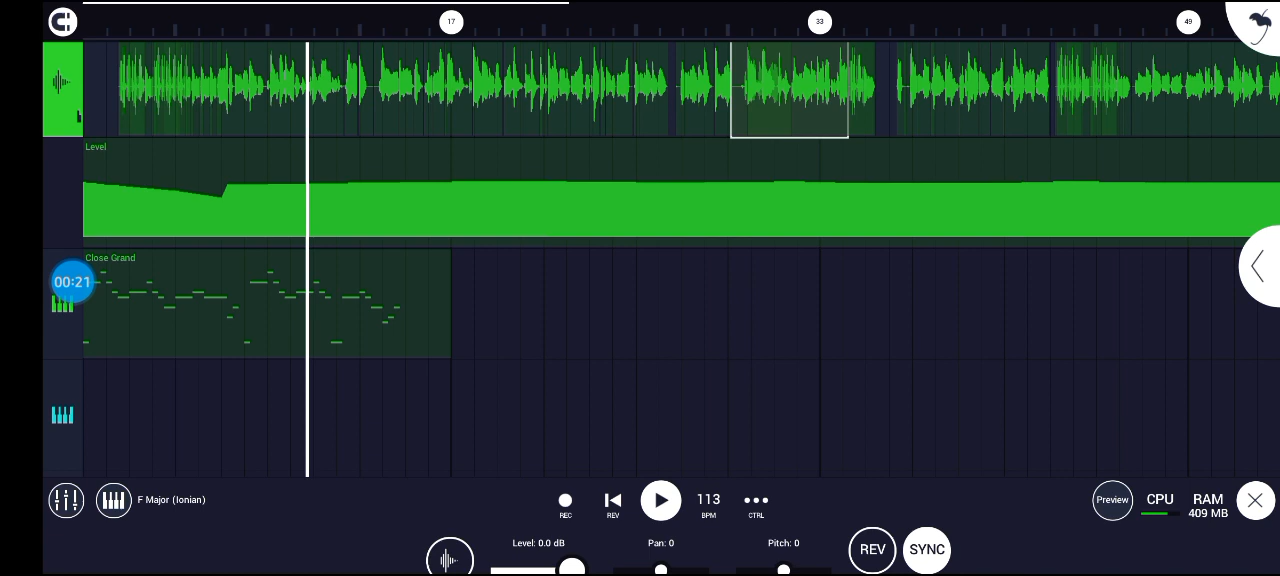 17
33
49
Level
Close Grand
00:21
F Major (Ionian)
REC
REV
113
BPM
CTRL
Preview
CPU
RAM
409 MB
Level: 0.0 dB
Pan: 0
Pitch: 0
REV
SYNC